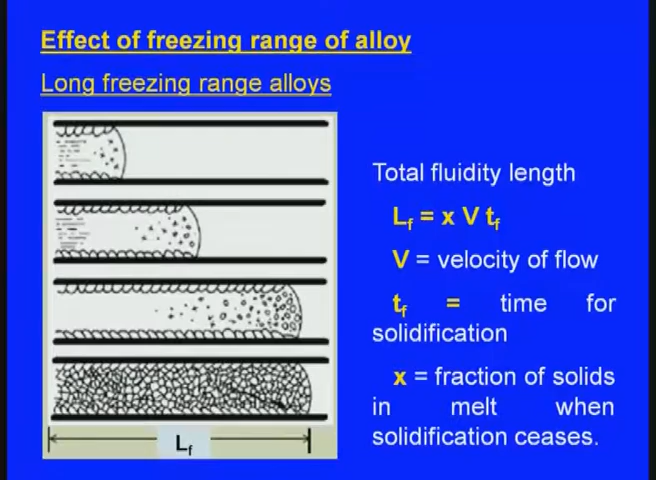 Effect of freezing range of alloy
Long freezing range alloys
Total fluidity length
Lf = x V tf
V = velocity of flow
tf = time for
solidification
x = fraction of solids
in melt when
solidification ceases.
Lf